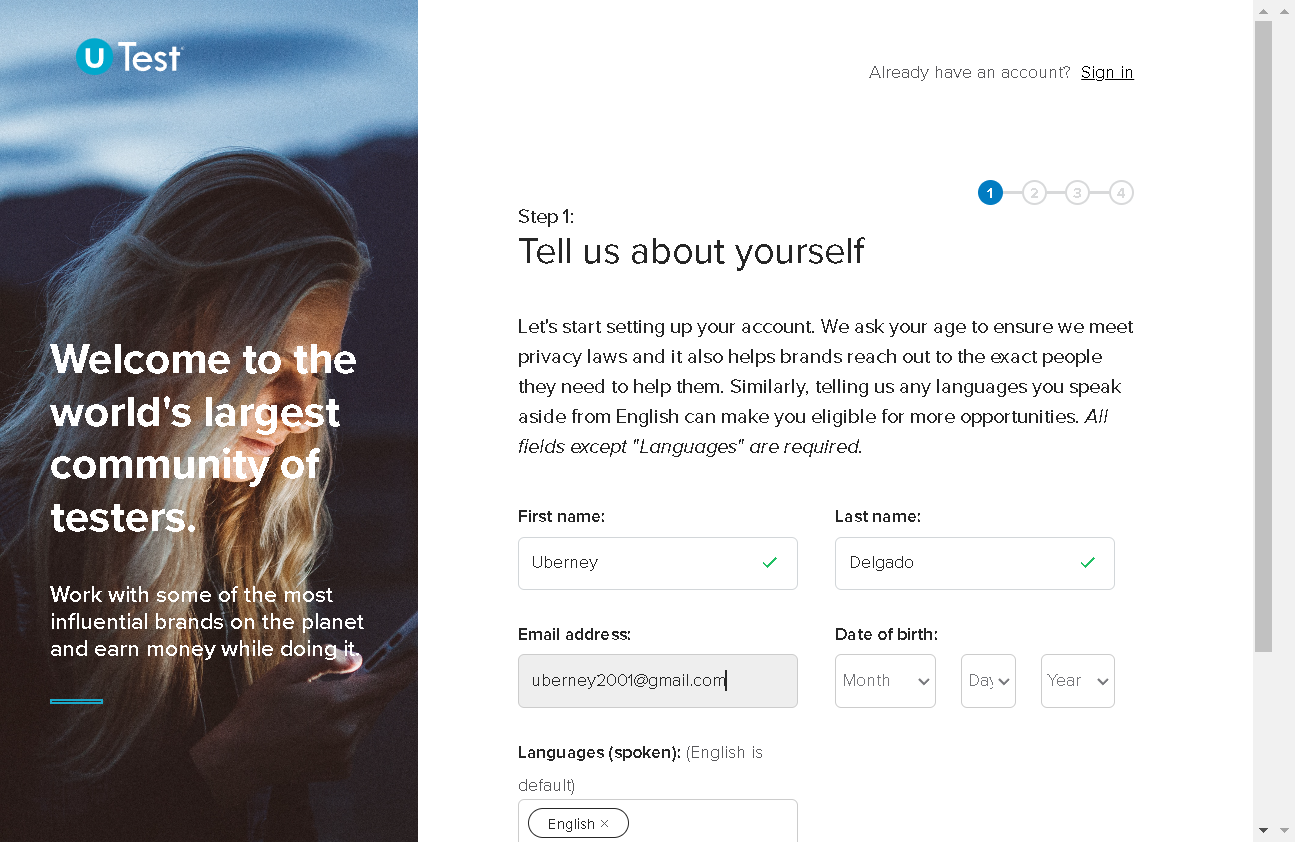 U Test
Already have an account? Sign in
1 2 3 4
Step 1:
Tell us about yourself
Let's start setting up your account. We ask your age to ensure we meet
privacy laws and it also helps brands reach out to the exact people
they need to help them. Similarly, telling us any languages you speak
aside from English can make you eligible for more opportunities. All
fields except "Languages" are required.
Welcome to the
world's largest
community of
testers.
Work with some of the most
influential brands on the planet
and earn money while doing it.
First name: Last name:
Uberney Delgado
Email address: Date of birth:
uberney2001@gmail.com Month Day Year
Languages (spoken): (English is
default)
English ×